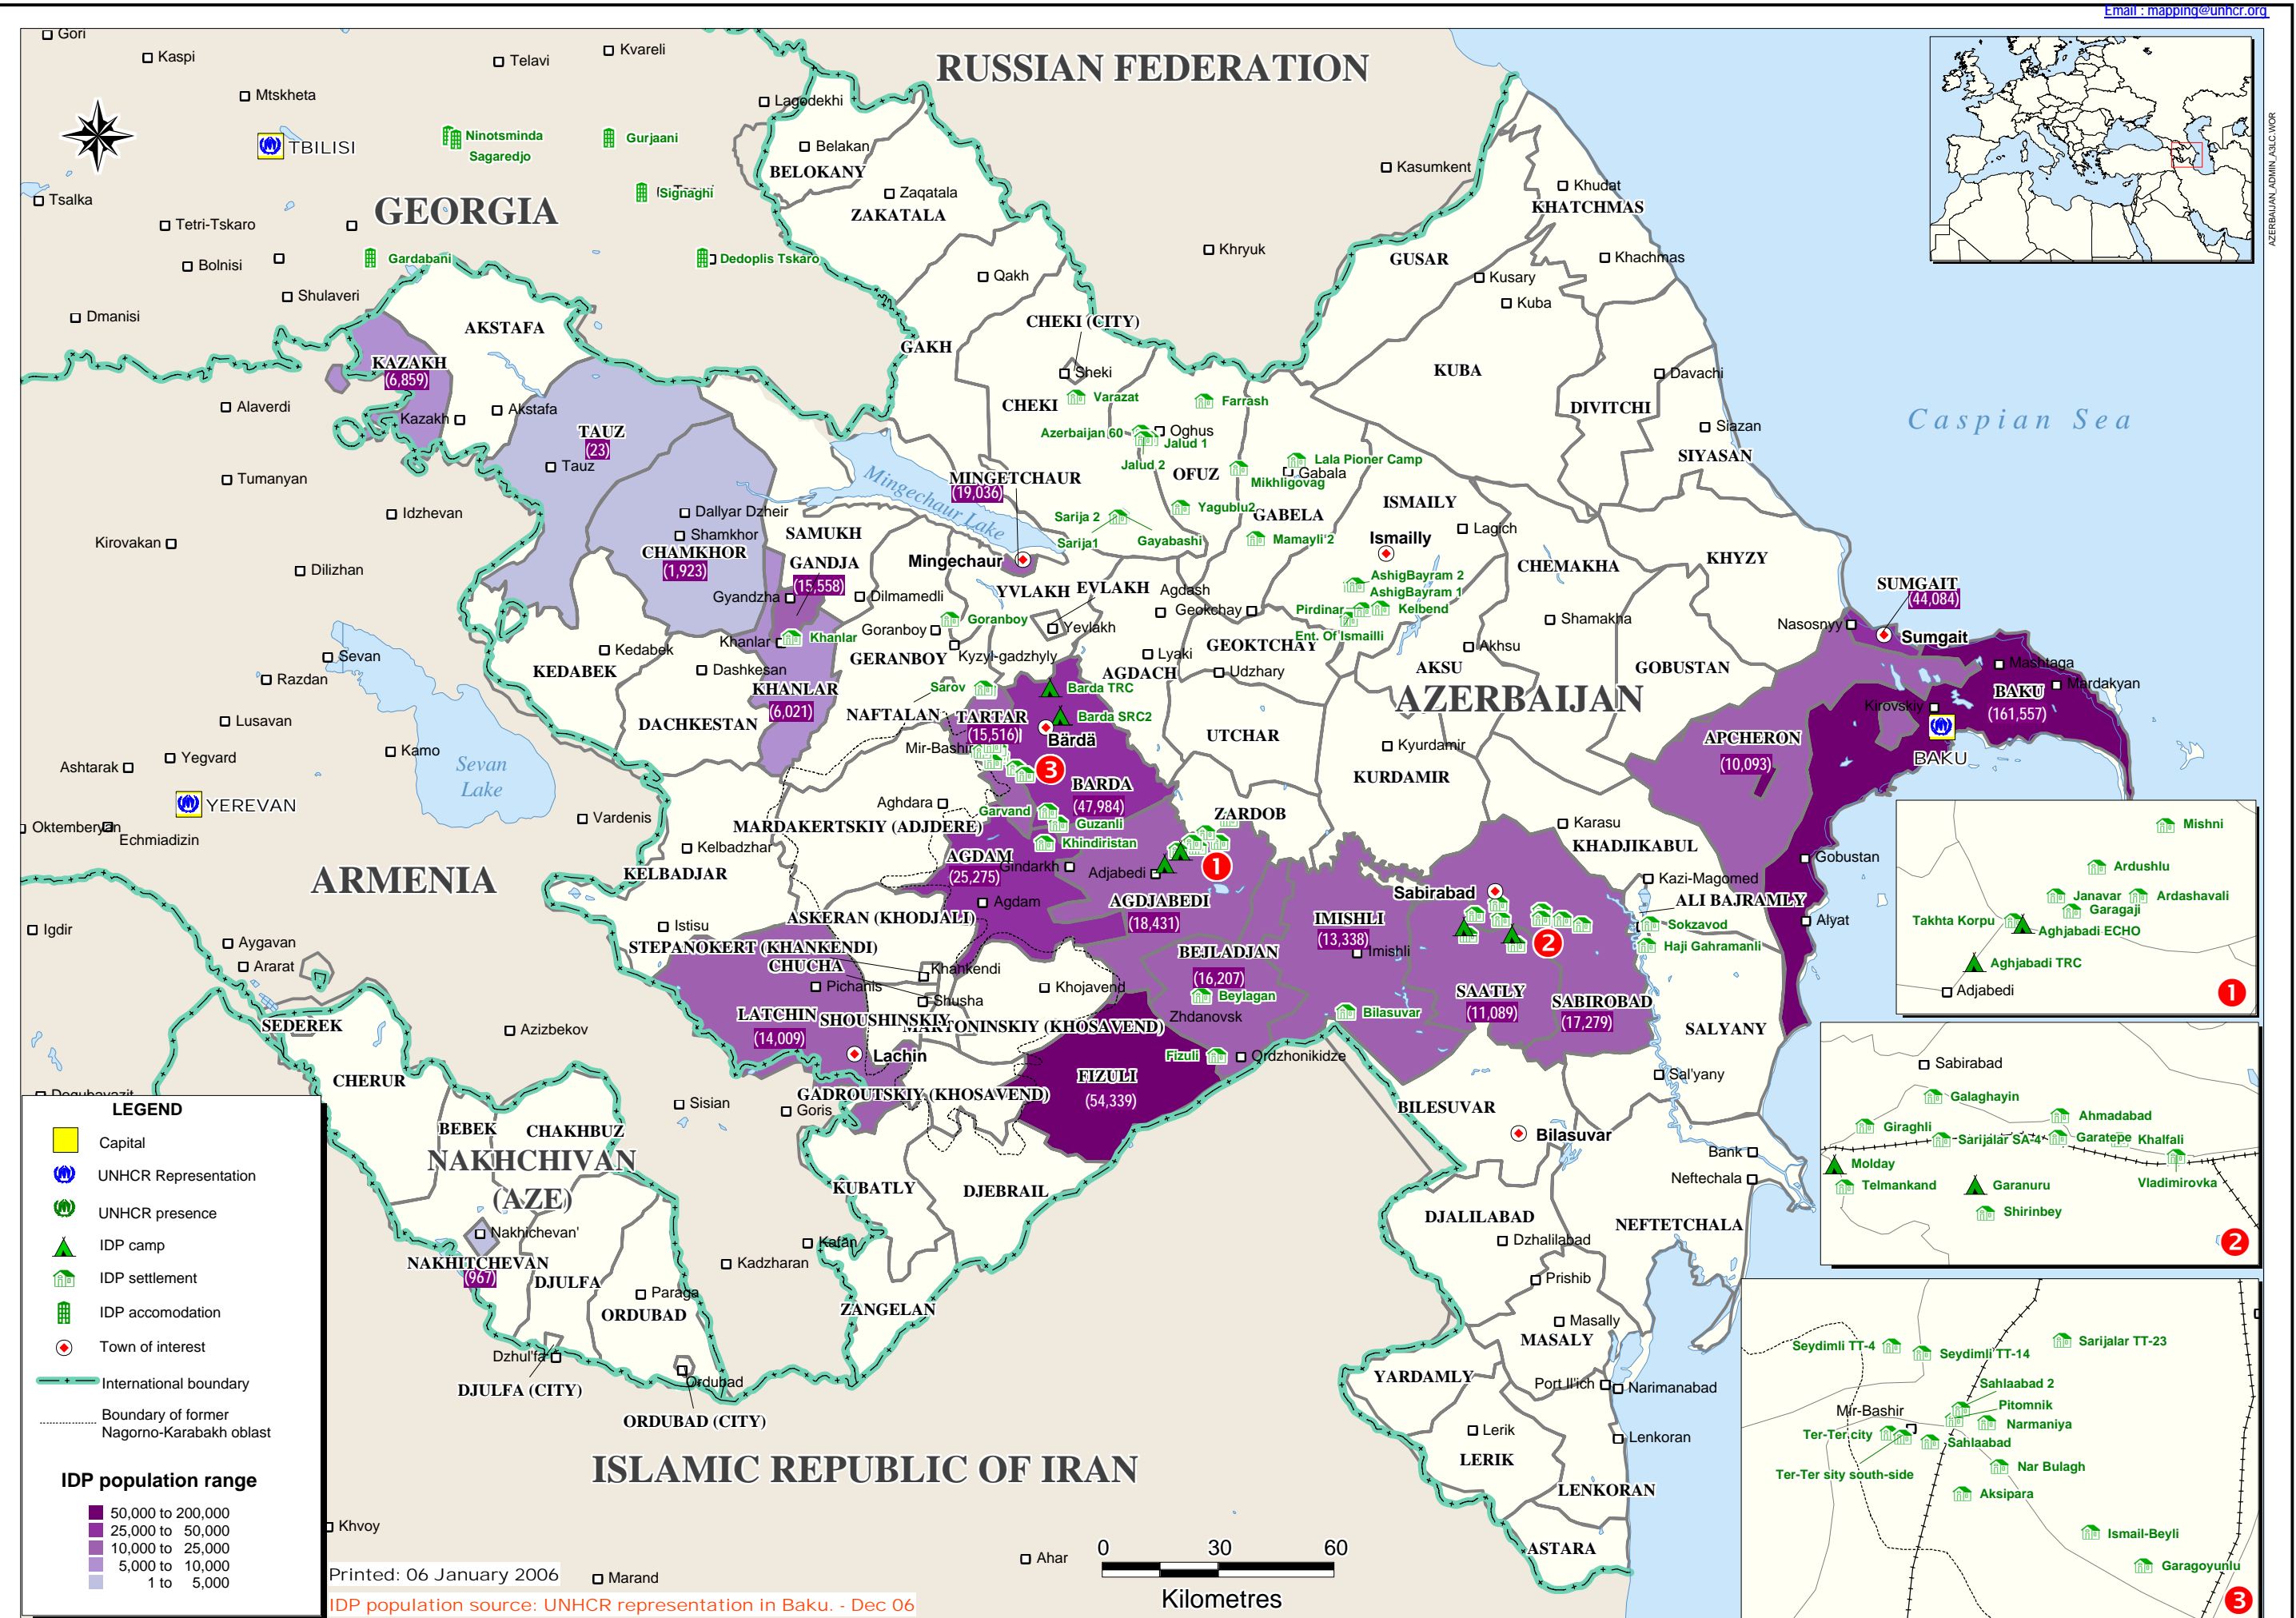 Email : mapping@unhcr.org
RUSSIAN FEDERATION
Gori
Kaspi
Telavi
Kvareli
Mtskheta
Lagodekhi
TBILISI
Ninotsminda
Sagaredjo
Gurjaani
Signaghi
Belakan
BELOKANY
Zaqatala
ZAKATALA
Kasumkent
Khudat
KHATCHMAS
Tsalka
GEORGIA
Tetri-Tskaro
Bolnisi
Gardabani
Dedoplis Tskaro
Khryuk
GUSAR
Khachmas
Qakh
Kusary
Kuba
Shulaveri
Dmanisi
AKSTAFA
CHEKI (CITY)
GAKH
KAZAKH
(6,859)
Sheki
KUBA
Davachi
Alaverdi
Akstafa
Kazakh
CHEKI
Varazat
Farrash
DIVITCHI
Caspian Sea
TAUZ
(23)
Tauz
Azerbaijan 60
Oghus
Jalud 1
Jalud 2
OFUZ
Siazan
SIYASAN
Lala Pioner Camp
Gabala
Mikhligovag
Tumanyan
Idzhevan
MINGETCHAUR
(19,036)
Mingechaur Lake
ISMAILY
Yagublu2
GABELA
Dallyar Dzheir
Shamkhor
SAMUKH
Sarija 2
Sarija1
Gayabashi
Mamayli'2
Lagich
Ismailly
Kirovakan
CHAMKHOR
(1,923)
GANDJA
(15,558)
Mingechaur
CHEMAKHA
KHYZY
Dilizhan
Gyandzha
Dilmamedli
YVLAKH
EVLAKH
Agdash
Geokchay
AshigBayram 2
AshigBayram 1
Pirdinar
Kelbend
Ent. Of Ismailli
SUMGAIT
(44,084)
Nasosnyy
Sumgait
Goranboy
Goranboy
Yevlakh
Shamakha
Khanlar
Khanlar
Kyzyl-gadzhyly
GERANBOY
Lyaki
GEOKTCHAY
Akhsu
AKSU
GOBUSTAN
Mashtaga
Mardakyan
Sevan
Kedabek
KEDABEK
Dashkesan
AGDACH
Udzhary
Razdan
KHANLAR
(6,021)
Sarov
Barda TRC
AZERBAIJAN
BAKU
(161,557)
Kirovskiy
Lusavan
DACHKESTAN
NAFTALAN
TARTAR
(15,516)
Barda SRC2
Bärdä
UTCHAR
Kyurdamir
APCHERON
(10,093)
BAKU
Kamo
Yegvard
Ashtarak
Sevan
Lake
Mir-Bashir
3
BARDA
(47,984)
KURDAMIR
YEREVAN
Aghdara
Garvand
Guzanli
ZARDOB
Oktemberyan
Echmiadizin
Vardenis
MARDAKERTSKIY (ADJDERE)
Khindiristan
Karasu
KHADJIKABUL
Mishni
Kelbadzhar
AGDAM
(25,275)
Gindarkh
Adjabedi
1
Gobustan
ARMENIA
KELBADJAR
Agdam
AGDJABEDI
(18,431)
Sabirabad
Kazi-Magomed
ALI BAJRAMLY
Ardushlu
Janavar
Ardashavali
Garagaji
Takhta Korpu
Aghjabadi ECHO
Aghjabadi TRC
Adjabedi
1
Igdir
Istisu
ASKERAN (KHODJALI)
IMISHLI
(13,338)
Imishli
2
Sokzavod
Haji Gahramanli
Alyat
Aygavan
Ararat
STEPANOKERT (KHANKENDI)
CHUCHA
Khankendi
Pichanis
Shusha
Khojavend
BEJLADJAN
(16,207)
Beylagan
Zhdanovsk
SAATLY
(11,089)
SABIROBAD
(17,279)
LATCHIN
(14,009)
SHOUSHINSKIY
MARTONINSKIY (KHOSAVEND)
Bilasuvar
SALYANY
SEDEREK
Azizbekov
Lachin
Fizuli
Ordzhonikidze
FIZULI
(54,339)
Sal'yany
Sabirabad
Galaghayin
Ahmadabad
Giraghli
Sarijalar SA-4
Garatepe
Khalfali
Molday
Telmankand
Garanuru
Vladimirovka
Shirinbey
2
CHERUR
Sisian
Goris
GADROUTSKIY (KHOSAVEND)
BILESUVAR
Bilasuvar
BEBEK
CHAKHBUZ
NAKHCHIVAN
(AZE)
KUBATLY
DJEBRAIL
Bank
Neftechala
DJALILABAD
Dzhalilabad
NEFTETCHALA
Nakhichevan'
NAKHITCHEVAN
(967)
Kafan
Kadzharan
DJULFA
Paraga
ORDUBAD
ZANGELAN
Prishib
Masally
MASALY
Dzhul'fa
DJULFA (CITY)
Ordubad
ORDUBAD (CITY)
YARDAMLY
Port Il'ich
Narimanabad
Lerik
LERIK
Lenkoran
LENKORAN
ASTARA
ISLAMIC REPUBLIC OF IRAN
Seydimli TT-4
Seydimli TT-14
Sarijalar TT-23
Sahlaabad 2
Pitomnik
Mir-Bashir
Narmaniya
Ter-Ter city
Sahlaabad
Ter-Ter sity south-side
Nar Bulagh
Aksipara
Ismail-Beyli
Garagoyunlu
3
Dogubayazit
LEGEND
Capital
UNHCR Representation
UNHCR presence
IDP camp
IDP settlement
IDP accomodation
Town of interest
International boundary
Boundary of former
Nagorno-Karabakh oblast
IDP population range
50,000 to 200,000
25,000 to 50,000
10,000 to 25,000
5,000 to 10,000
1 to 5,000
Khvoy
Marand
Ahar
0 30 60
Kilometres
Printed: 06 January 2006
IDP population source: UNHCR representation in Baku. - Dec 06
AZERBAIJAN_ADMIN_A3LC.WOR